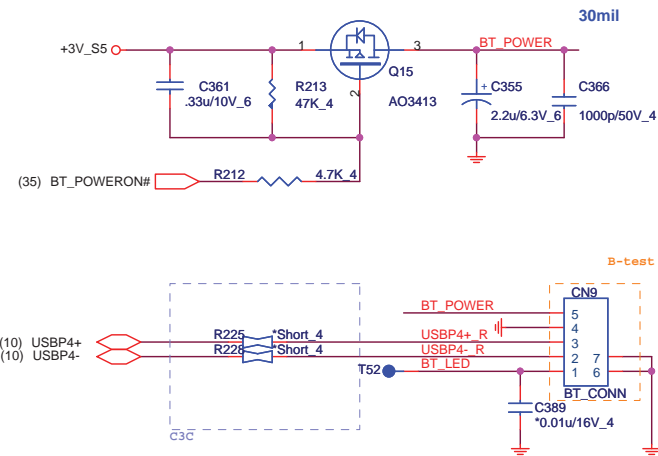 30mil
+3V_S5
1
3
BT_POWER
Q15
C361
.33u/10V_6
R213
47K_4
2
AO3413
+ C355
2.2u/6.3V_6
C366
1000p/50V_4
(35) BT_POWERON#
R212
4.7K_4
B-test
CN9
BT_POWER
5
4
(10) USBP4+
R225
*Short_4
USBP4+_R
3
(10) USBP4-
R228
*Short_4
USBP4-_R
2
7
T52
BT_LED
1
6
BT_CONN
C389
*0.01u/16V_4
C3C